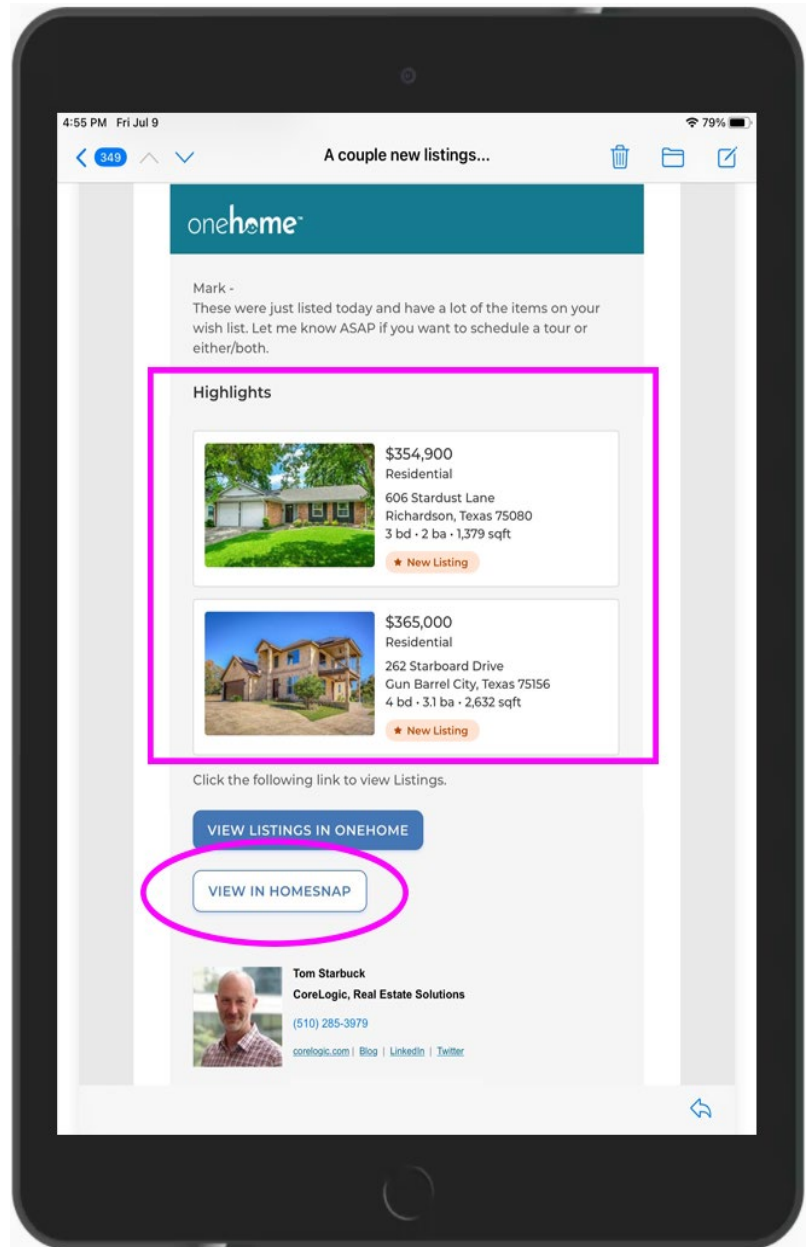 4:55 PM Fri Jul 9
79%
349
A couple new listings...
onehome™
Mark -
These were just listed today and have a lot of the items on your
wish list. Let me know ASAP if you want to schedule a tour or
either/both.
Highlights
$354,900
Residential
606 Stardust Lane
Richardson, Texas 75080
3 bd · 2 ba · 1,379 sqft
★ New Listing
$365,000
Residential
262 Starboard Drive
Gun Barrel City, Texas 75156
4 bd · 3.1 ba · 2,632 sqft
★ New Listing
Click the following link to view Listings.
VIEW LISTINGS IN ONEHOME
VIEW IN HOMESNAP
Tom Starbuck
CoreLogic, Real Estate Solutions
(510) 285-3979
corelogic.com | Blog | LinkedIn | Twitter